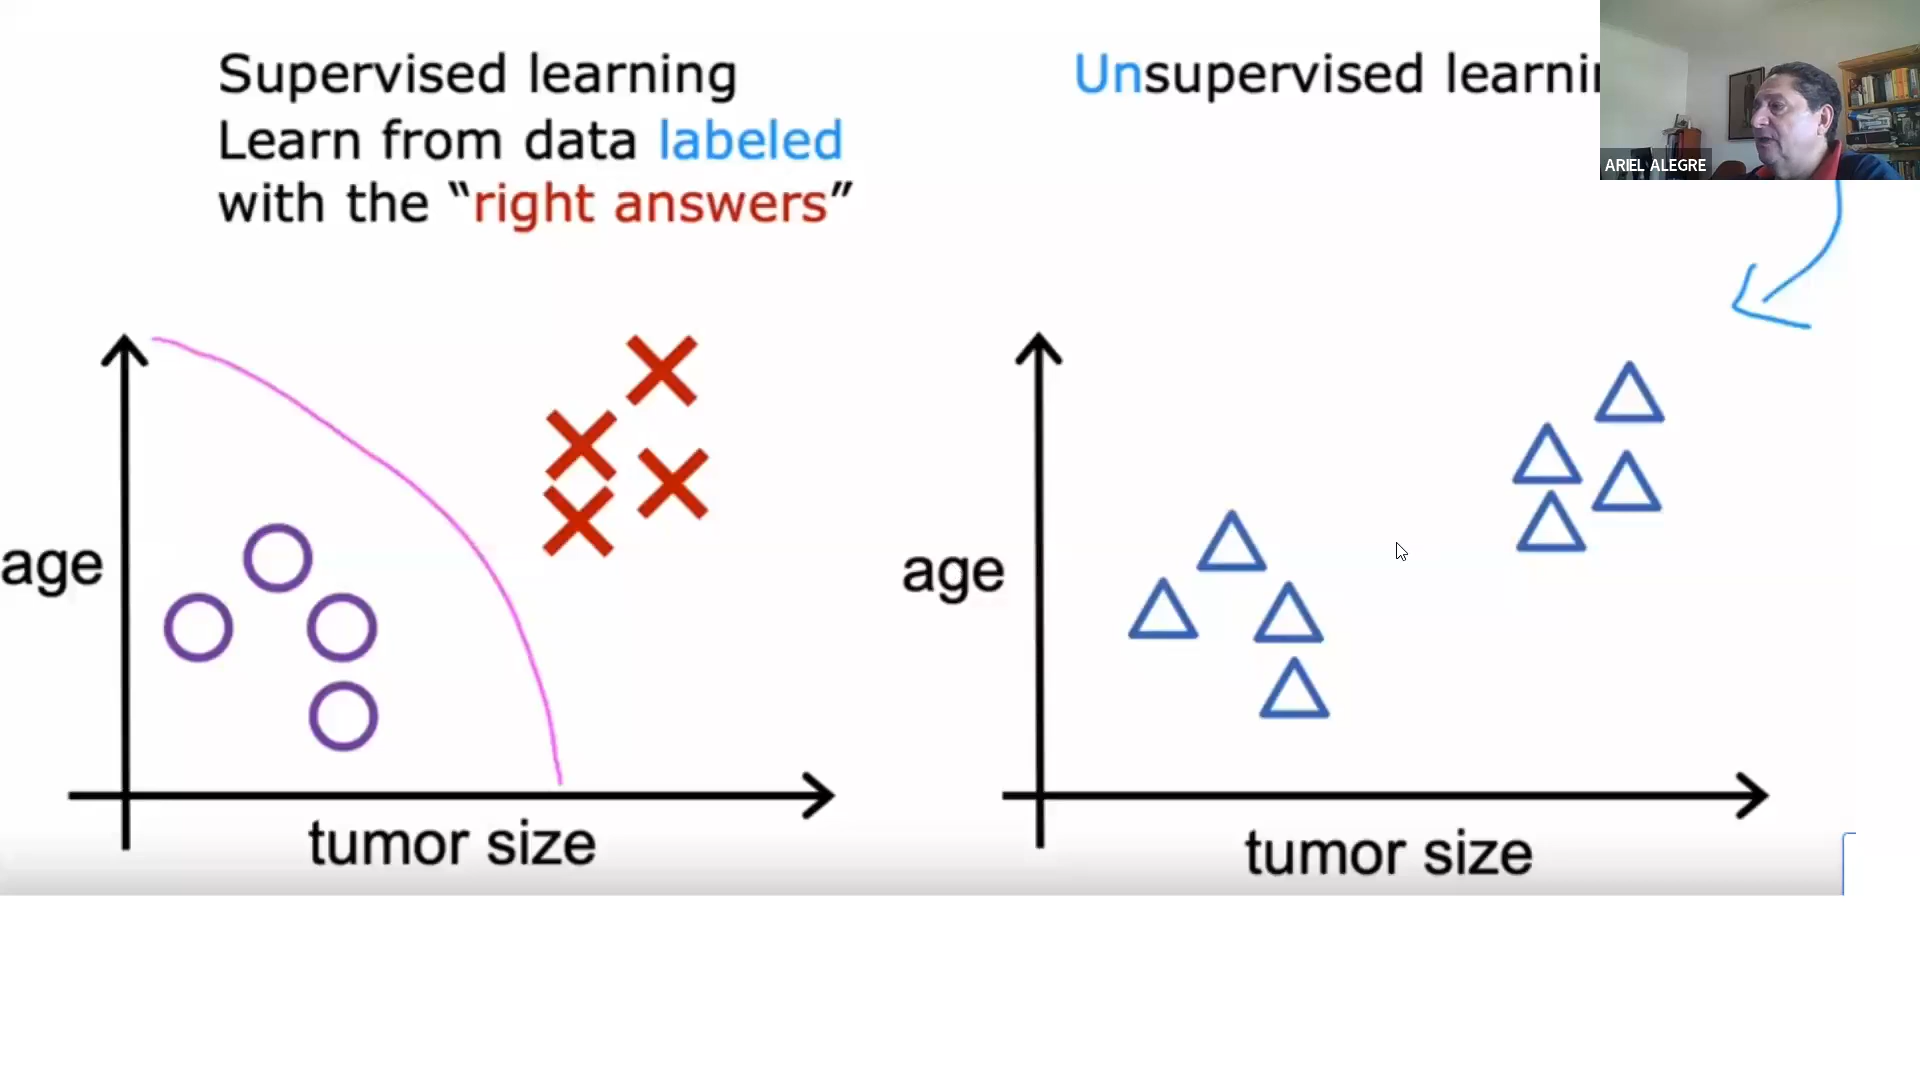 Supervised learning
Learn from data labeled
with the “right answers”
age
tumor size
Unsupervised
age
tumor size
ARIEL ALEGRE